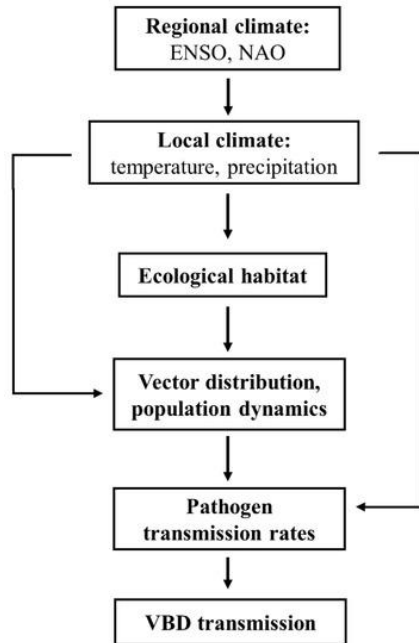 Regional climate:
ENSO, NAO
Local climate:
temperature, precipitation
Ecological habitat
Vector distribution,
population dynamics
Pathogen
transmission rates
VBD transmission